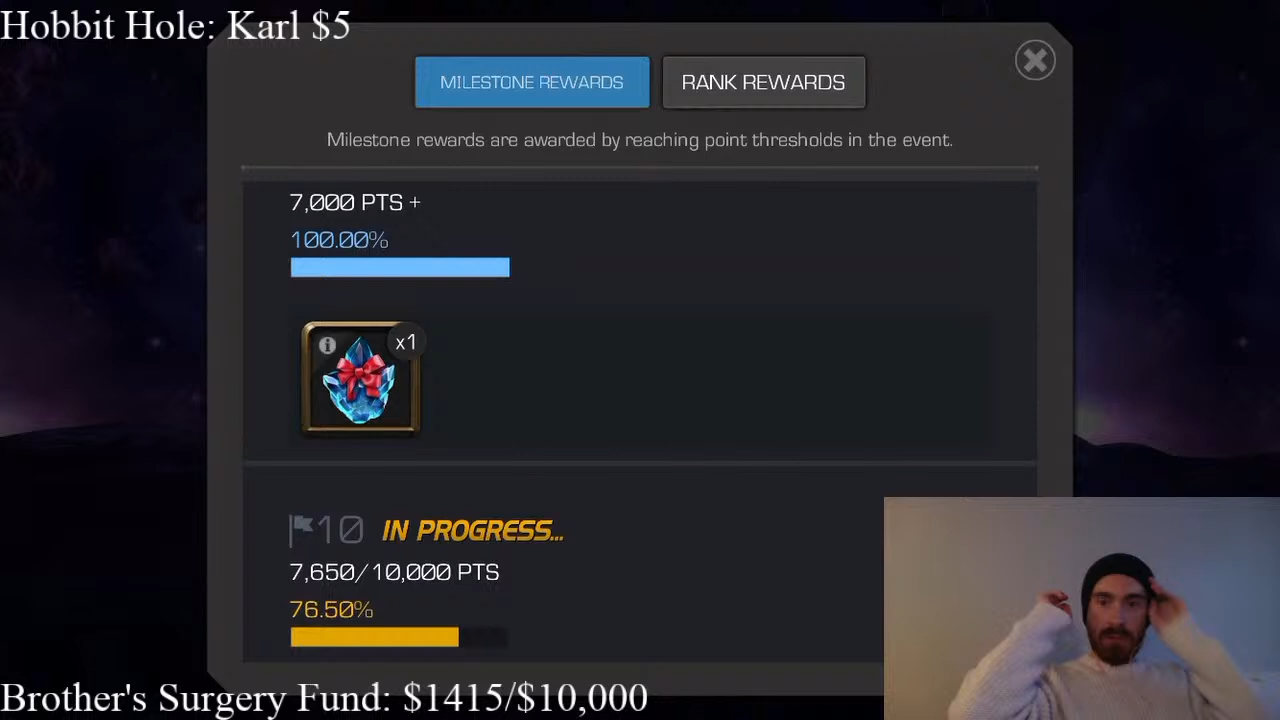 Hobbit Hole: Karl $5
MILESTONE REWARDS
RANK REWARDS
Milestone rewards are awarded by reaching point thresholds in the event.
7,000 PTS +
100.00%
i
x1
10 IN PROGRESS...
7,650/10,000 PTS
76.50%
Brother's Surgery Fund: $1415/$10,000